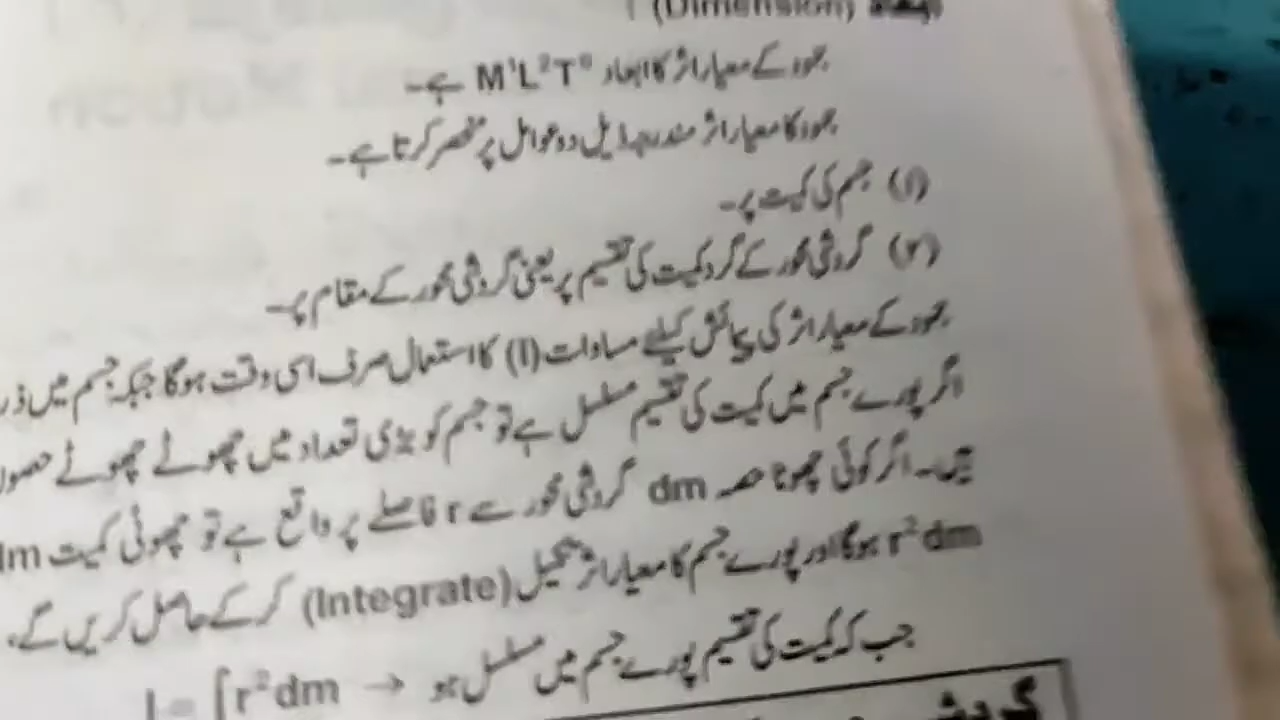 (Dimension)
جمود کے معیار اثر کا ابعاد M¹L²T⁰ ہے۔
جمود کا معیار اثر مندرجہ ذیل دو عوامل پر منحصر کرتا ہے۔
(۱) جسم کی کمیت پر۔
(۲) گردشی محور کے گرد کمیت کی تقسیم پر یعنی گردشی محور کے مقام پر۔
جمود کے معیار اثر کی پیمائش کیلئے مساوات (I) کا استعمال صرف اسی وقت ہوگا جبکہ جسم میں
اگر پورے جسم میں کمیت کی تقسیم مسلسل ہے تو جسم کو بڑی تعداد میں چھوٹے چھوٹے
ہیں۔ اگر کوئی چھوٹا حصہ dm گردشی محور سے r فاصلے پر واقع ہے تو چھوٹی کمیت
r²dm ہوگا اور پورے جسم کا معیار اثر تکمیل (Integrate) کر کے حاصل کریں گے۔
جب کہ کمیت کی تقسیم پورے جسم میں مسلسل ہو → I = ∫r²dm